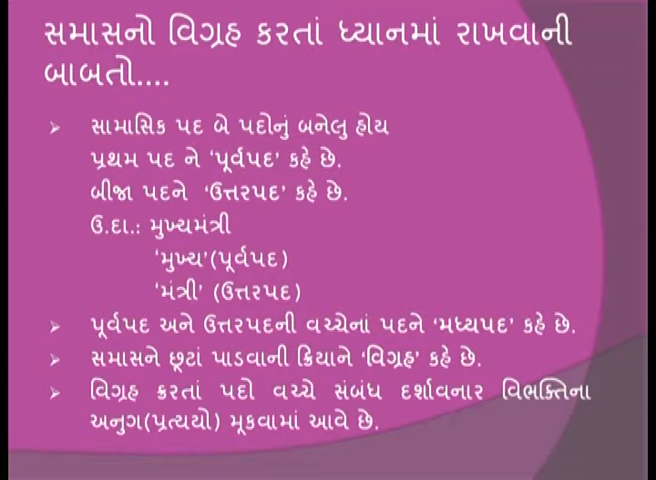 સમાસનો વિગ્રહ કરતાં ધ્યાનમાં રાખવાની
બાબતો....
➢ સામાસિક પદ બે પદોનું બનેલુ હોય
પ્રથમ પદ ને ‘પૂર્વપદ’ કહે છે.
બીજા પદને ‘ઉત્તરપદ’ કહે છે.
ઉ.દા.: મુખ્યમંત્રી
‘મુખ્ય’(પૂર્વપદ)
‘મંત્રી’ (ઉત્તરપદ)
➢ પૂર્વપદ અને ઉત્તરપદની વચ્ચેનાં પદને ‘મધ્યપદ’ કહે છે.
➢ સમાસને છૂટાં પાડવાની ક્રિયાને ‘વિગ્રહ’ કહે છે.
➢ વિગ્રહ કરતાં પદો વચ્ચે સંબંધ દર્શાવનાર વિભક્તિના
અનુગ(પ્રત્યયો) મૂકવામાં આવે છે.